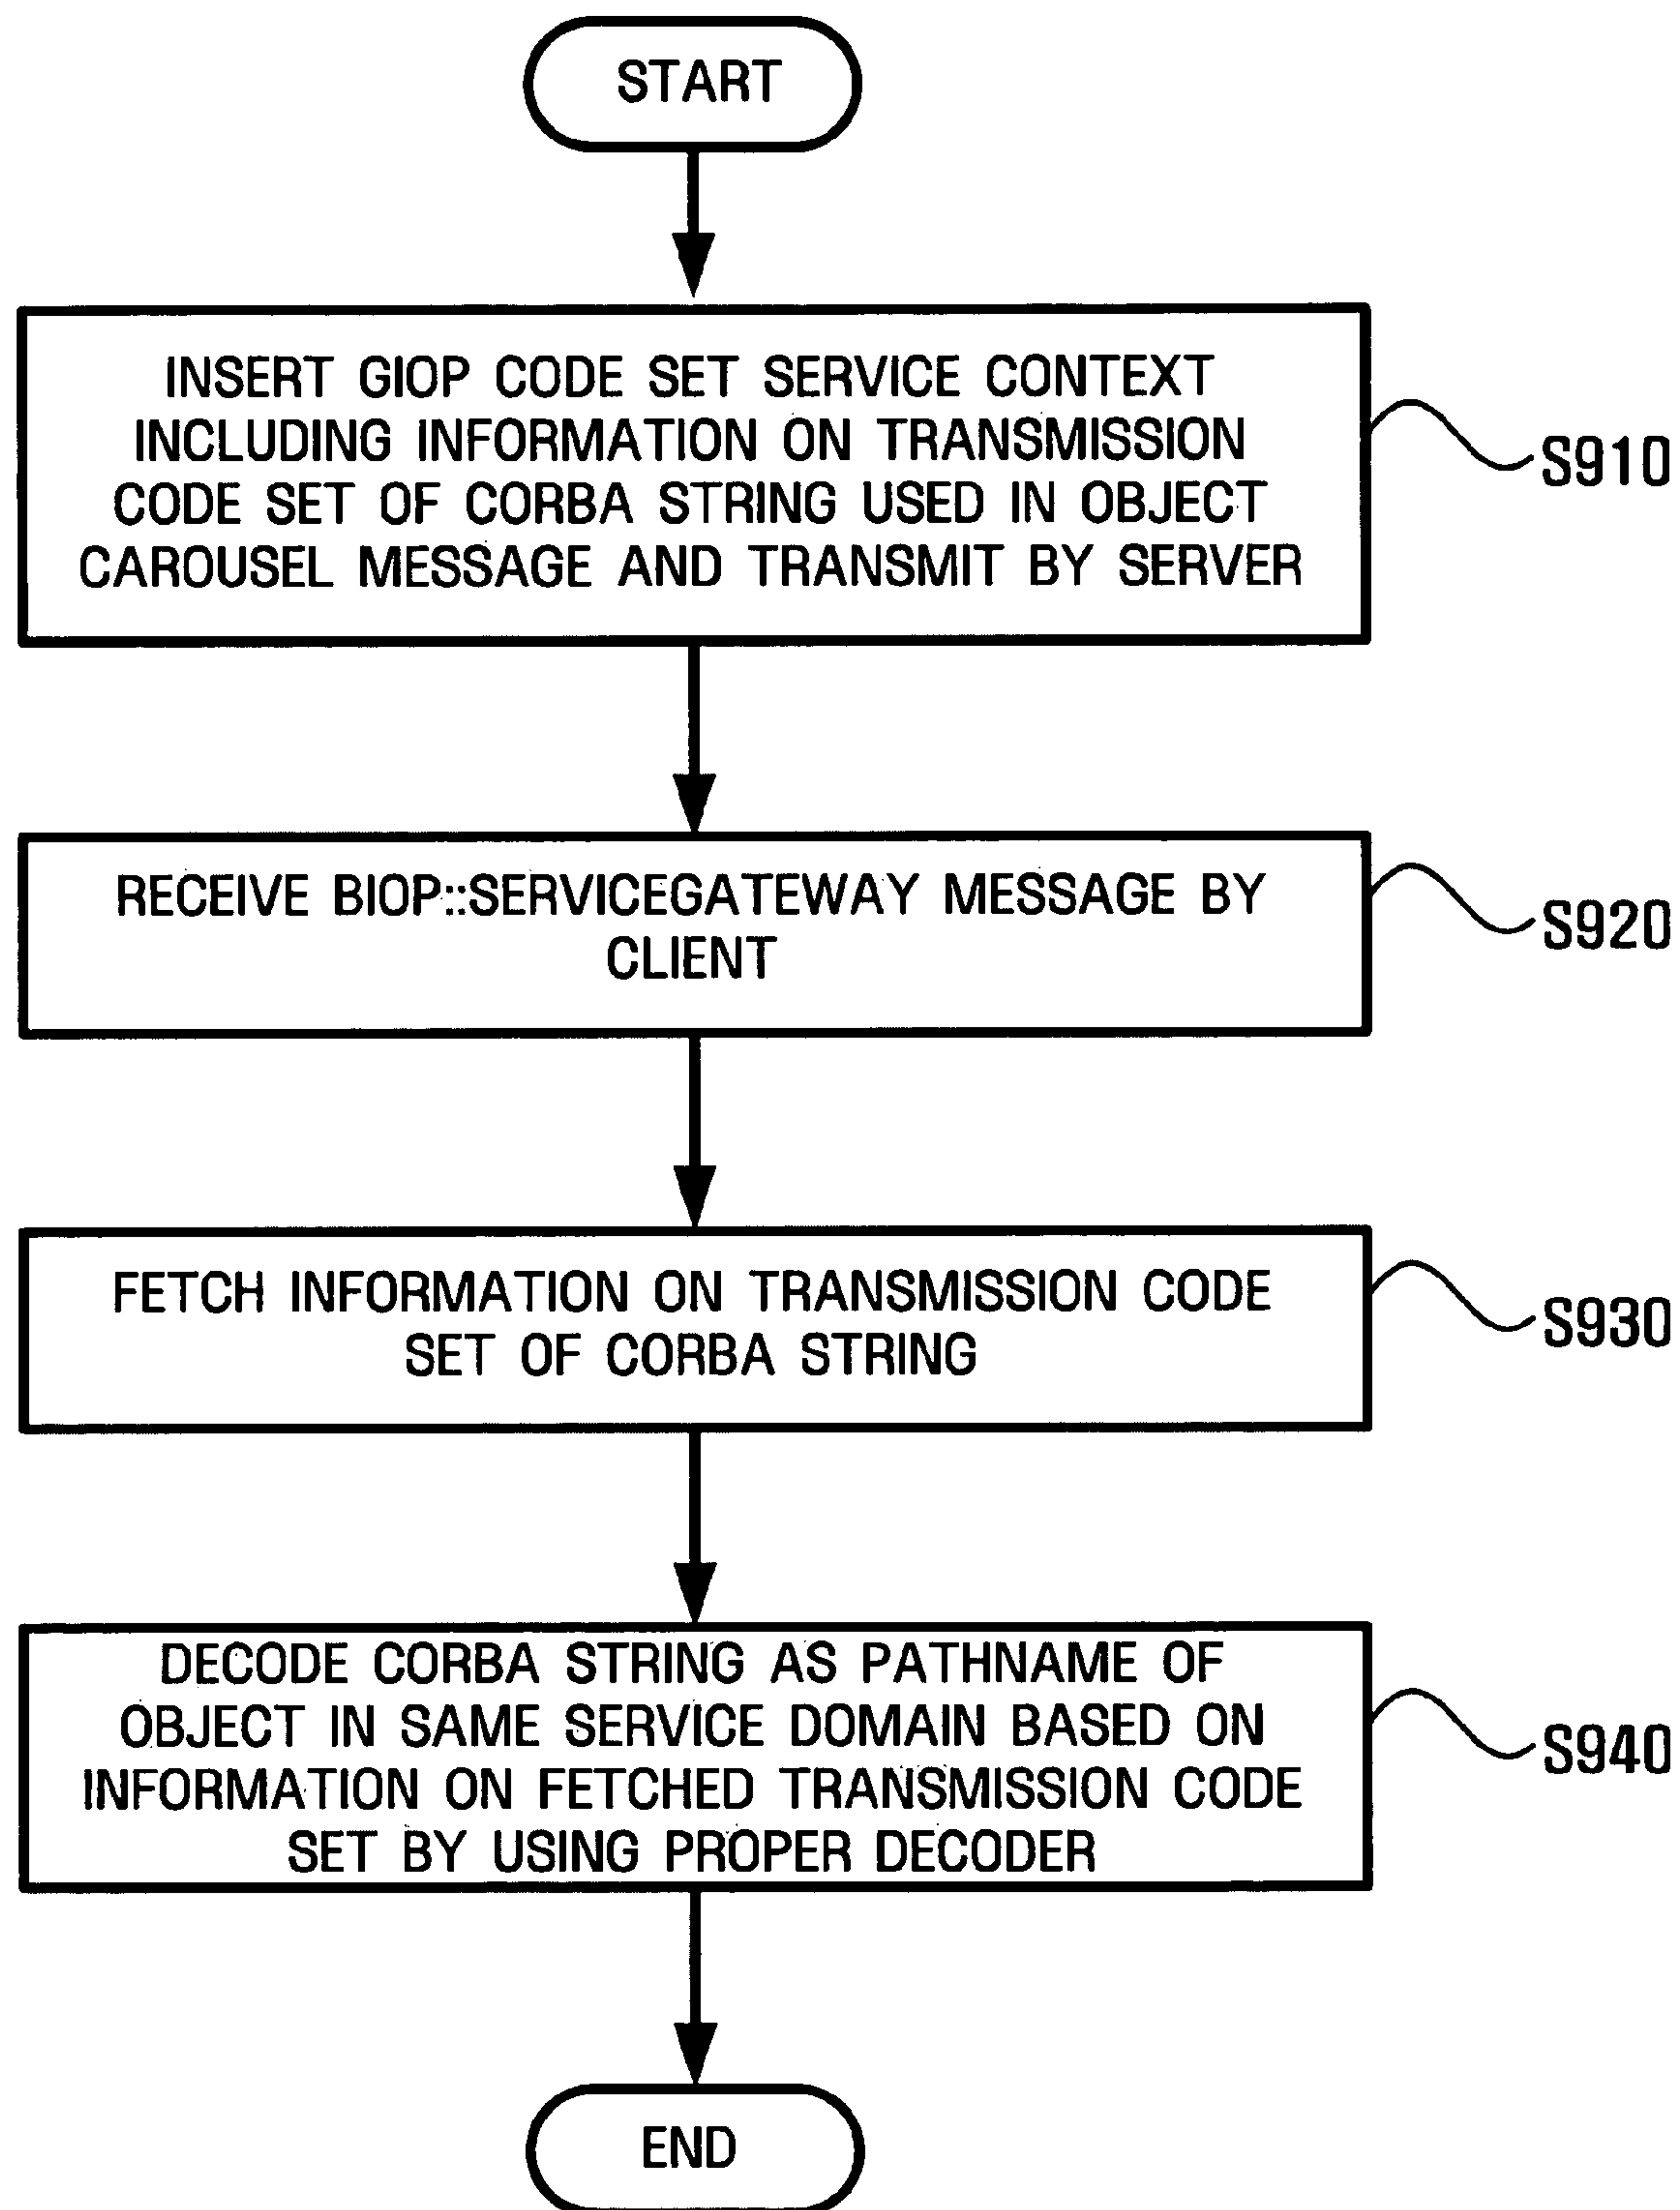 START
INSERT GIOP CODE SET SERVICE CONTEXT
INCLUDING INFORMATION ON TRANSMISSION
CODE SET OF CORBA STRING USED IN OBJECT
CAROUSEL MESSAGE AND TRANSMIT BY SERVER
S910
RECEIVE BIOP::SERVICEGATEWAY MESSAGE BY
CLIENT
S920
FETCH INFORMATION ON TRANSMISSION CODE
SET OF CORBA STRING
S930
DECODE CORBA STRING AS PATHNAME OF
OBJECT IN SAME SERVICE DOMAIN BASED ON
INFORMATION ON FETCHED TRANSMISSION CODE
SET BY USING PROPER DECODER
S940
END